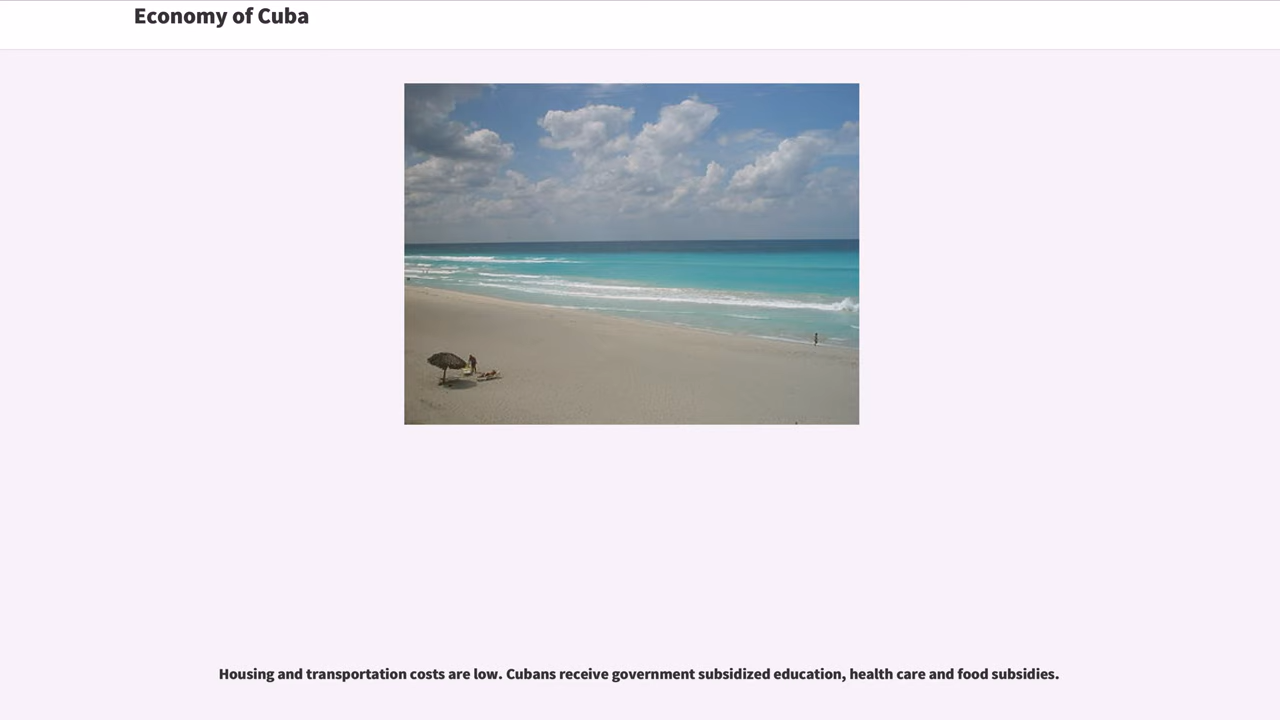 Economy of Cuba
Housing and transportation costs are low. Cubans receive government subsidized education, health care and food subsidies.